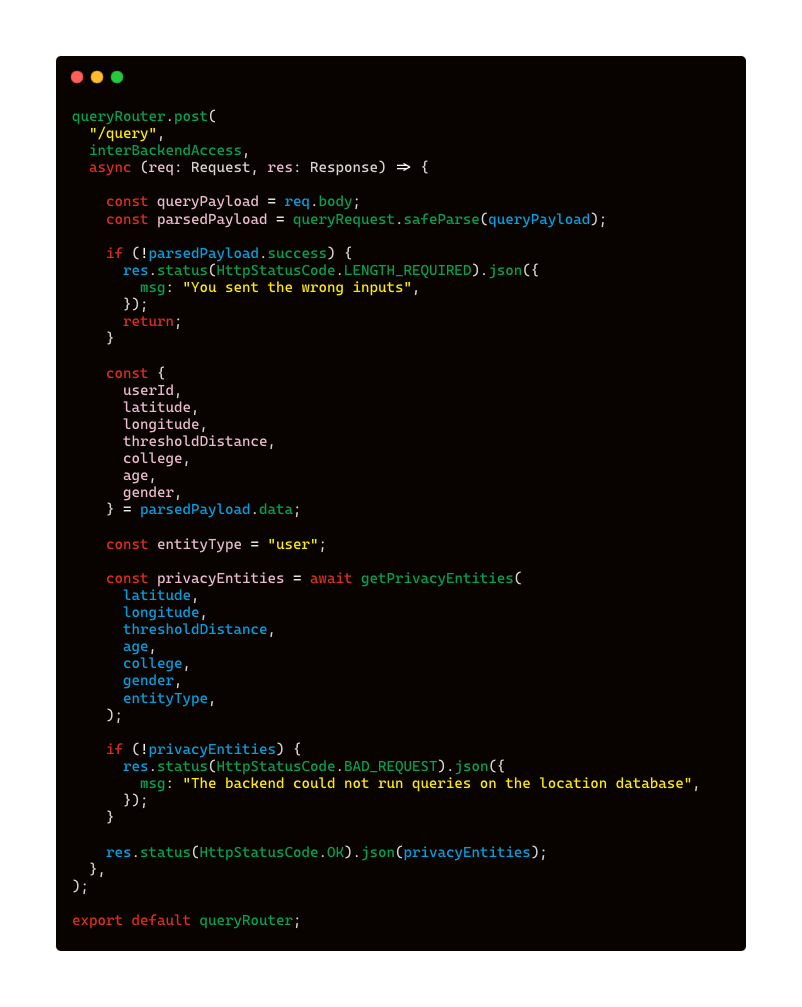 queryRouter.post(
  "/query",
  interBackendAccess,
  async (req: Request, res: Response) => {

    const queryPayload = req.body;
    const parsedPayload = queryRequest.safeParse(queryPayload);

    if (!parsedPayload.success) {
      res.status(HttpStatusCode.LENGTH_REQUIRED).json({
        msg: "You sent the wrong inputs",
      });
      return;
    }

    const {
      userId,
      latitude,
      longitude,
      thresholdDistance,
      college,
      age,
      gender,
    } = parsedPayload.data;

    const entityType = "user";

    const privacyEntities = await getPrivacyEntities(
      latitude,
      longitude,
      thresholdDistance,
      age,
      college,
      gender,
      entityType,
    );

    if (!privacyEntities) {
      res.status(HttpStatusCode.BAD_REQUEST).json({
        msg: "The backend could not run queries on the location database",
      });
    }

    res.status(HttpStatusCode.OK).json(privacyEntities);
  },
);

export default queryRouter;